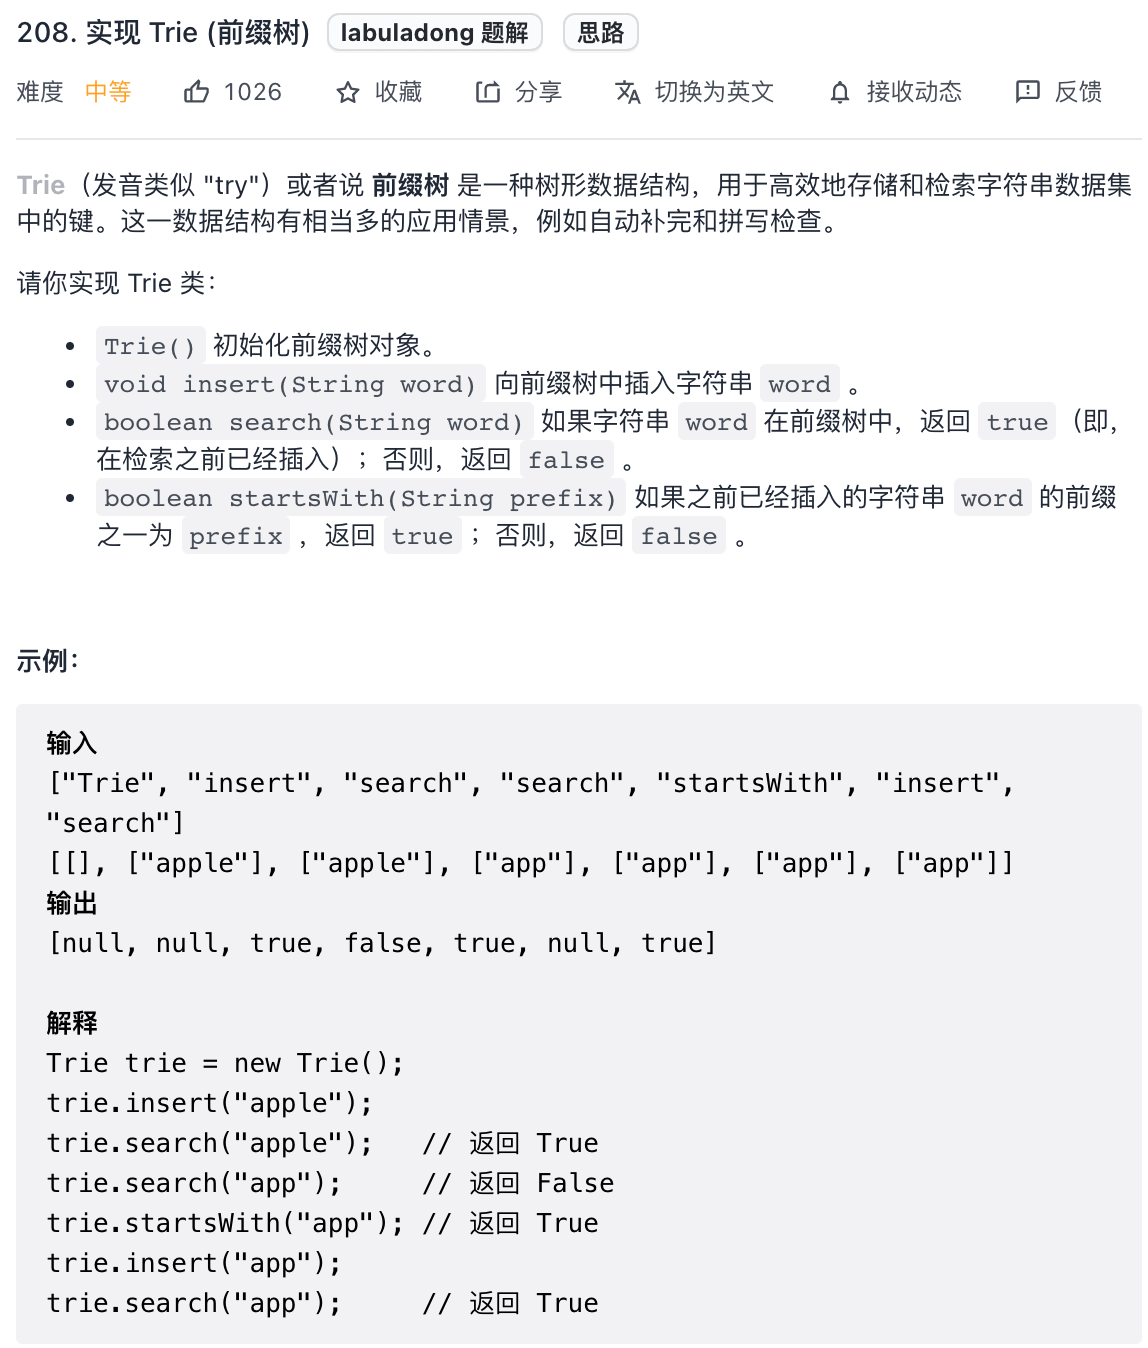 208. 实现 Trie (前缀树) labuladong 题解 思路
难度 中等 1026 收藏 分享 切换为英文 接收动态 反馈
Trie（发音类似 "try"）或者说 前缀树 是一种树形数据结构，用于高效地存储和检索字符串数据集
中的键。这一数据结构有相当多的应用情景，例如自动补完和拼写检查。
请你实现 Trie 类：
• Trie() 初始化前缀树对象。
• void insert(String word) 向前缀树中插入字符串 word 。
• boolean search(String word) 如果字符串 word 在前缀树中，返回 true（即，
在检索之前已经插入）；否则，返回 false 。
• boolean startsWith(String prefix) 如果之前已经插入的字符串 word 的前缀
之一为 prefix ，返回 true ；否则，返回 false 。
示例：
输入
["Trie", "insert", "search", "search", "startsWith", "insert",
"search"]
[[], ["apple"], ["apple"], ["app"], ["app"], ["app"], ["app"]]
输出
[null, null, true, false, true, null, true]
解释
Trie trie = new Trie();
trie.insert("apple");
trie.search("apple");   // 返回 True
trie.search("app");     // 返回 False
trie.startsWith("app"); // 返回 True
trie.insert("app");
trie.search("app");     // 返回 True